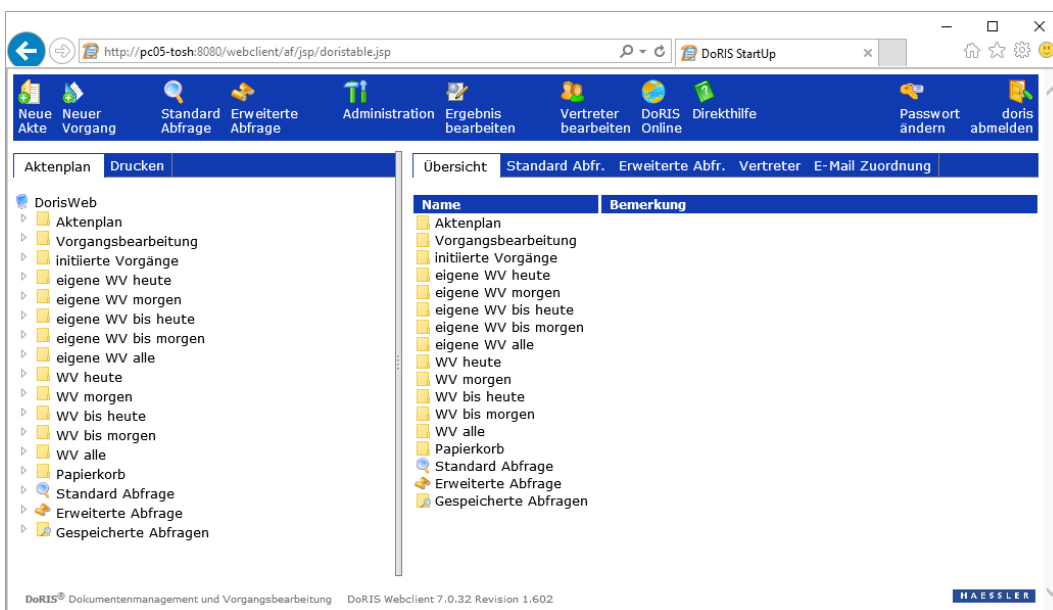 http://pc05-tosh:8080/webclient/af/jsp/doristable.jsp
DoRIS StartUp
Neue Akte
Neuer Vorgang
Standard Abfrage
Erweiterte Abfrage
Administration
Ergebnis bearbeiten
Vertreter bearbeiten
DoRIS Online
Direkthilfe
Passwort ändern
doris abmelden
Aktenplan
Drucken
DorisWeb
Aktenplan
Vorgangsbearbeitung
initiierte Vorgänge
eigene WV heute
eigene WV morgen
eigene WV bis heute
eigene WV bis morgen
eigene WV alle
WV heute
WV morgen
WV bis heute
WV bis morgen
WV alle
Papierkorb
Standard Abfrage
Erweiterte Abfrage
Gespeicherte Abfragen
Übersicht
Standard Abfr.
Erweiterte Abfr.
Vertreter
E-Mail Zuordnung
Name
Bemerkung
Aktenplan
Vorgangsbearbeitung
initiierte Vorgänge
eigene WV heute
eigene WV morgen
eigene WV bis heute
eigene WV bis morgen
eigene WV alle
WV heute
WV morgen
WV bis heute
WV bis morgen
WV alle
Papierkorb
Standard Abfrage
Erweiterte Abfrage
Gespeicherte Abfragen
DoRIS® Dokumentenmanagement und Vorgangsbearbeitung DoRIS Webclient 7.0.32 Revision 1.602
HAESSLER